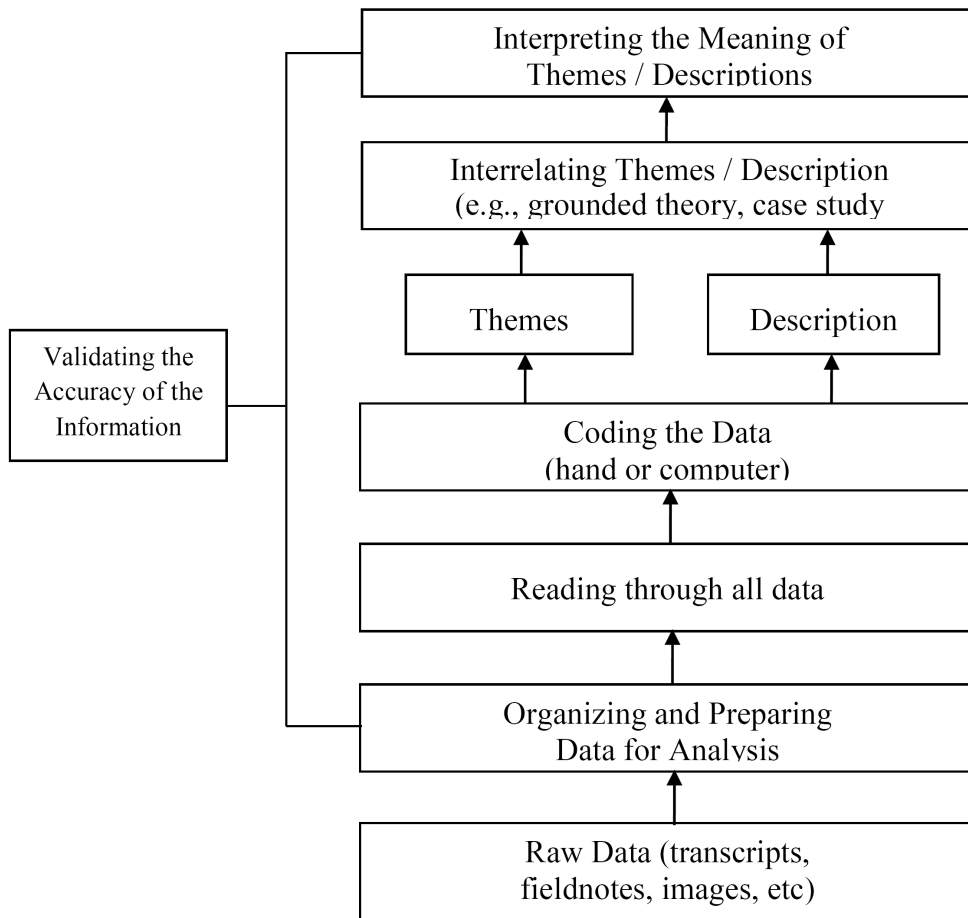 Interpreting the Meaning of
Themes / Descriptions
Interrelating Themes / Description
(e.g., grounded theory, case study
Themes
Description
Validating the
Accuracy of the
Information
Coding the Data
(hand or computer)
Reading through all data
Organizing and Preparing
Data for Analysis
Raw Data (transcripts,
fieldnotes, images, etc)